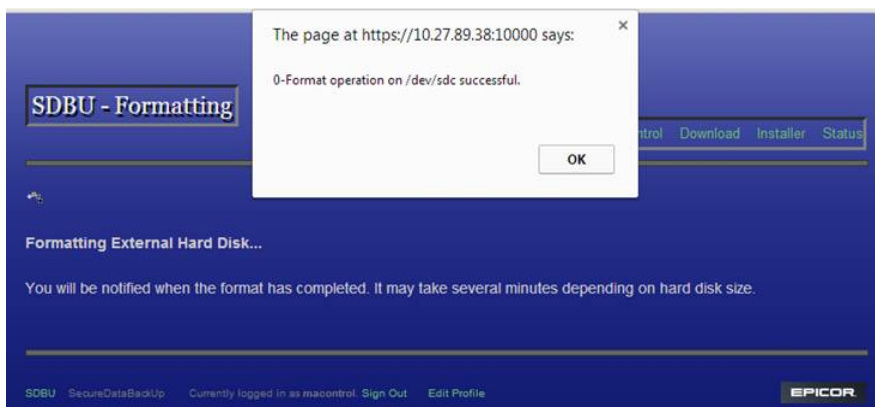 The page at https://10.27.89.38:10000 says:
×
0-Format operation on /dev/sdc successful.
OK
SDBU - Formatting
ntrol Download Installer Status
Formatting External Hard Disk...
You will be notified when the format has completed. It may take several minutes depending on hard disk size.
SDBU SecureDataBackUp Currently logged in as macontrol. Sign Out Edit Profile
EPICOR